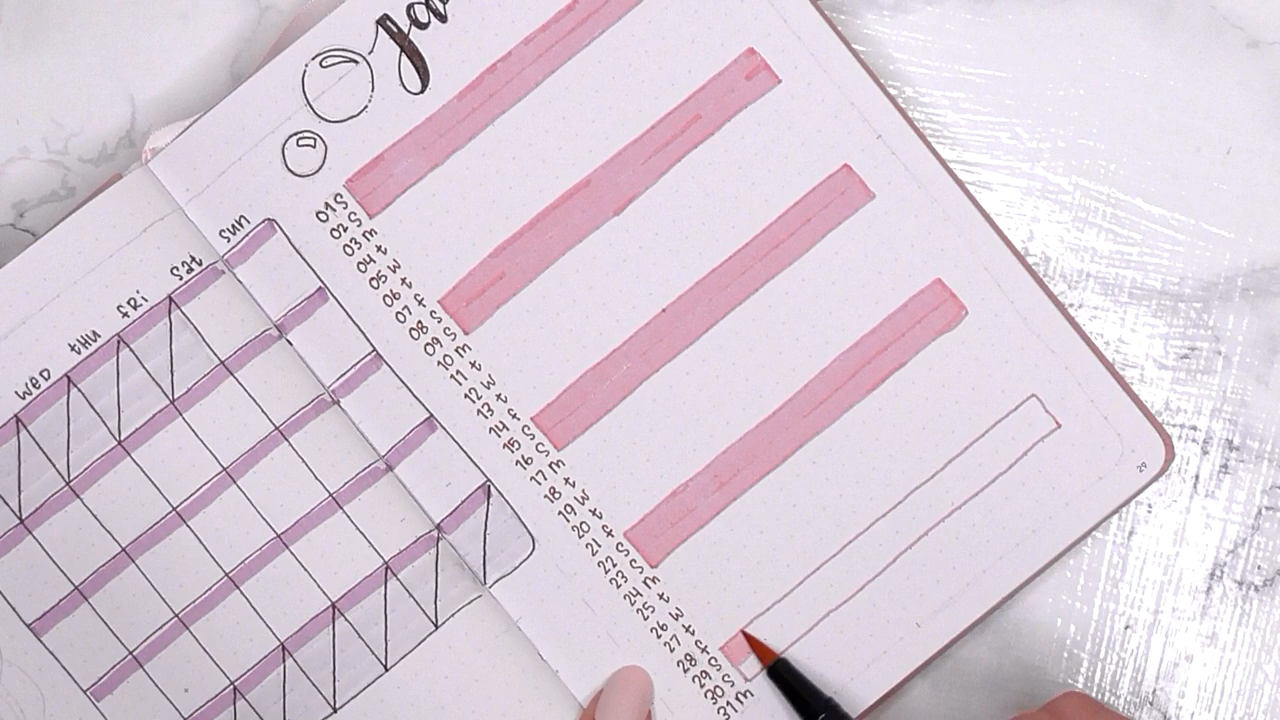 WED tHU fRi Sat Sun
01 S
02 S
03 m
04 t
05 w
06 t
07 f
08 S
09 S
10 m
11 t
12 w
13 t
14 f
15 S
16 S
17 m
18 t
19 w
20 t
21 f
22 S
23 S
24 m
25 t
26 w
27 t
28 f
29 S
30 S
31 m
29